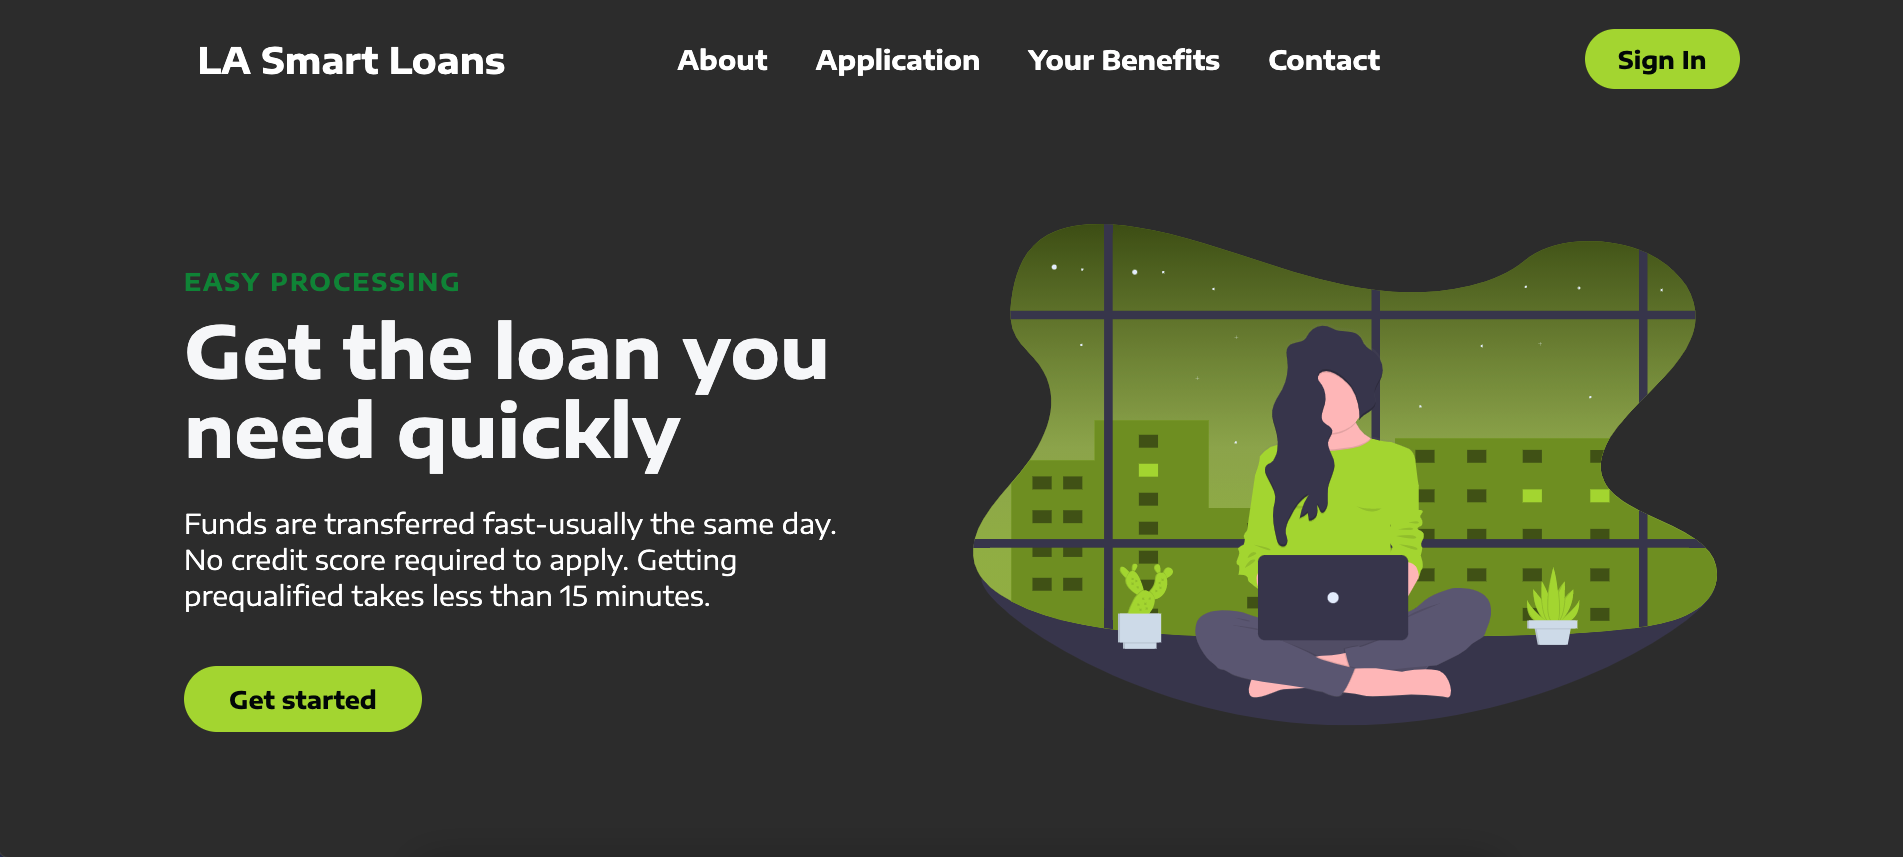 LA Smart Loans
About
Application
Your Benefits
Contact
Sign In
EASY PROCESSING
Get the loan you
need quickly
Funds are transferred fast-usually the same day.
No credit score required to apply. Getting
prequalified takes less than 15 minutes.
Get started